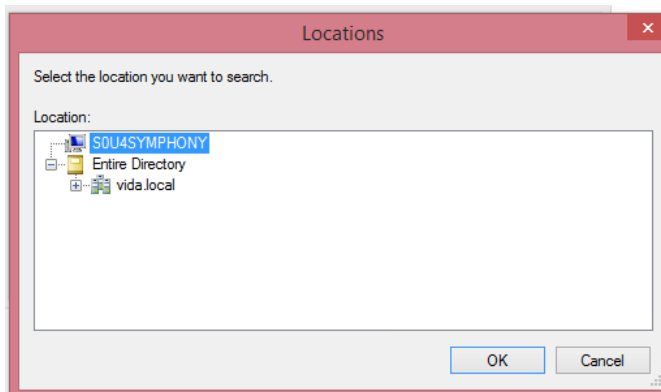 Locations
Select the location you want to search.
Location:
S0U4SYMPHONY
Entire Directory
vida.local
OK Cancel